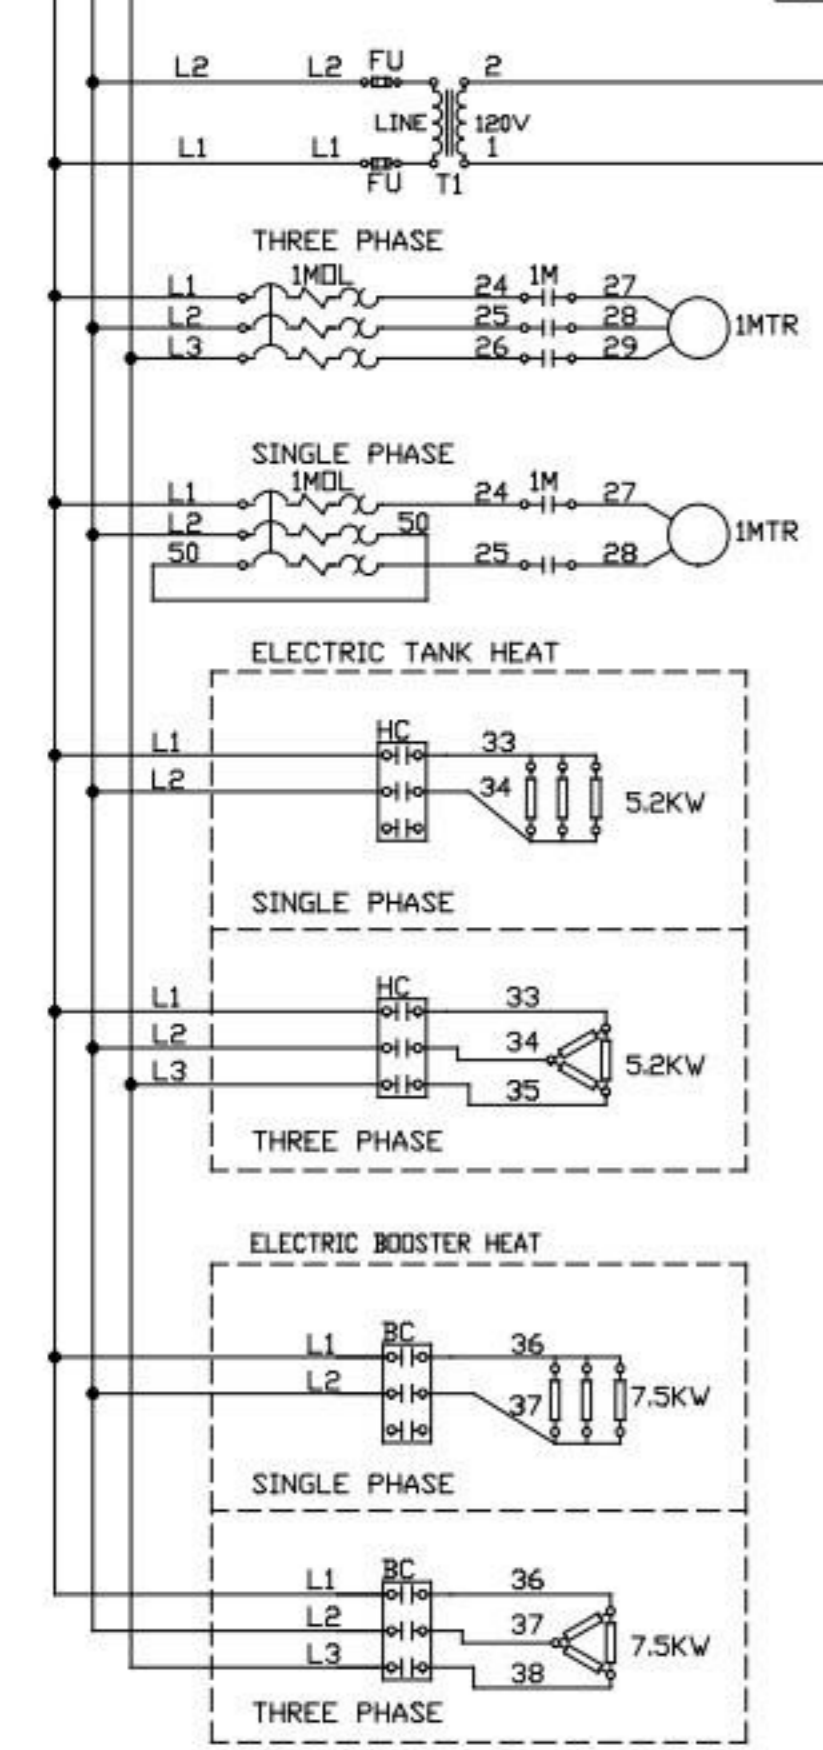 L2 L2 FU 2
LINE 120V
L1 L1 1
FU T1
THREE PHASE
1MOL 1M
L1 24 27
L2 25 28 1MTR
L3 26 29
SINGLE PHASE
1MOL 1M
L1 24 27
L2 50 1MTR
50 25 28
ELECTRIC TANK HEAT
HC
L1 33
L2 34 5.2KW
SINGLE PHASE
HC
L1 33
L2 34 5.2KW
L3 35
THREE PHASE
ELECTRIC BOOSTER HEAT
BC
L1 36
L2 37 7.5KW
SINGLE PHASE
BC
L1 36
L2 37 7.5KW
L3 38
THREE PHASE